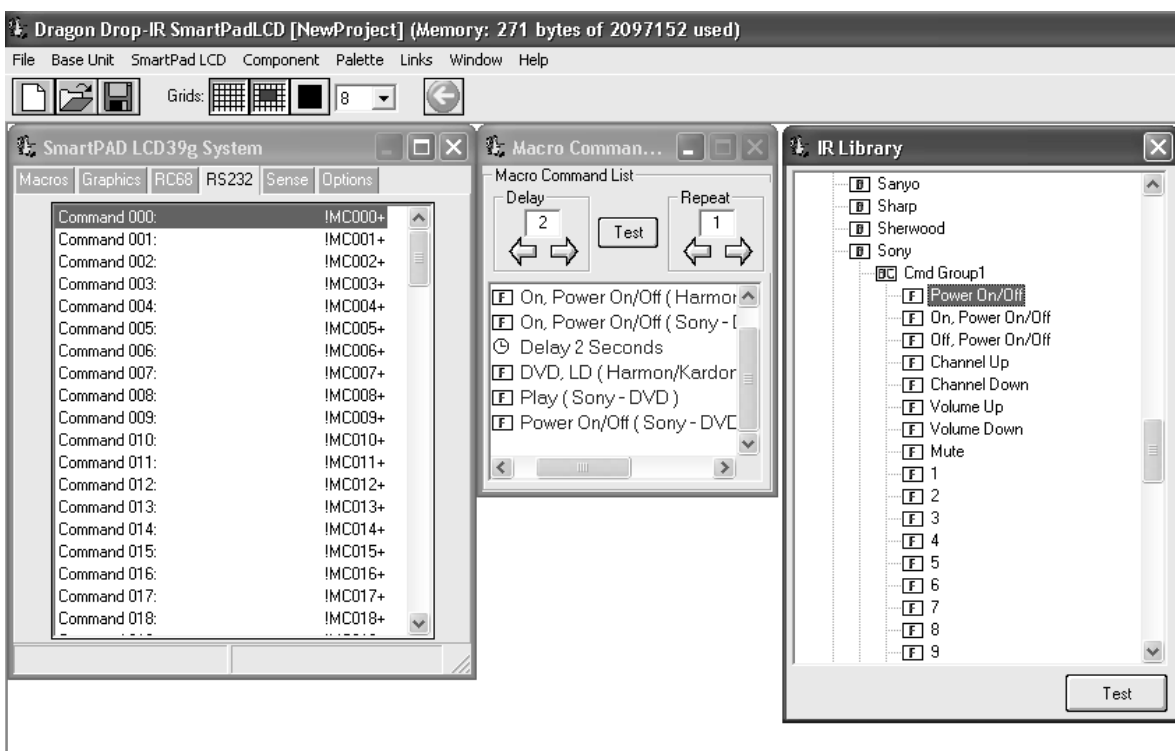 Dragon Drop-IR SmartPadLCD [NewProject] (Memory: 271 bytes of 2097152 used)
File Base Unit SmartPad LCD Component Palette Links Window Help
Grids: 8
SmartPAD LCD39g System
Macros Graphics RC68 RS232 Sense Options
Command 000: !MC000+
Command 001: !MC001+
Command 002: !MC002+
Command 003: !MC003+
Command 004: !MC004+
Command 005: !MC005+
Command 006: !MC006+
Command 007: !MC007+
Command 008: !MC008+
Command 009: !MC009+
Command 010: !MC010+
Command 011: !MC011+
Command 012: !MC012+
Command 013: !MC013+
Command 014: !MC014+
Command 015: !MC015+
Command 016: !MC016+
Command 017: !MC017+
Command 018: !MC018+
Macro Comman...
Macro Command List
Delay Repeat
2 Test 1
F On, Power On/Off ( Harmor
F On, Power On/Off ( Sony - [
Delay 2 Seconds
F DVD, LD ( Harmon/Kardor
F Play ( Sony - DVD )
F Power On/Off ( Sony - DVD
IR Library
B Sanyo
B Sharp
B Sherwood
B Sony
BC Cmd Group1
F Power On/Off
F On, Power On/Off
F Off, Power On/Off
F Channel Up
F Channel Down
F Volume Up
F Volume Down
F Mute
F 1
F 2
F 3
F 4
F 5
F 6
F 7
F 8
F 9
Test